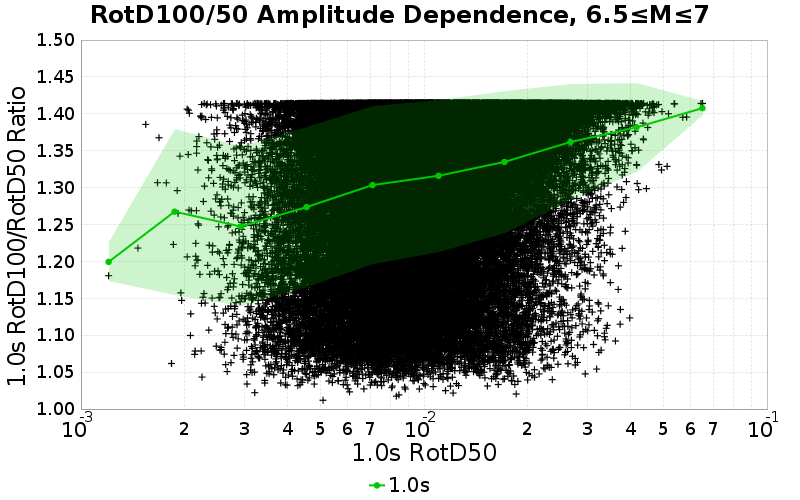 RotD100/50 Amplitude Dependence, 6.5≤M≤7
1.0s RotD100/RotD50 Ratio
1.50
1.45
1.40
1.35
1.30
1.25
1.20
1.15
1.10
1.05
1.00
10-3 2 3 4 5 6 7 10-2 2 3 4 5 6 7 10-1
1.0s RotD50
1.0s